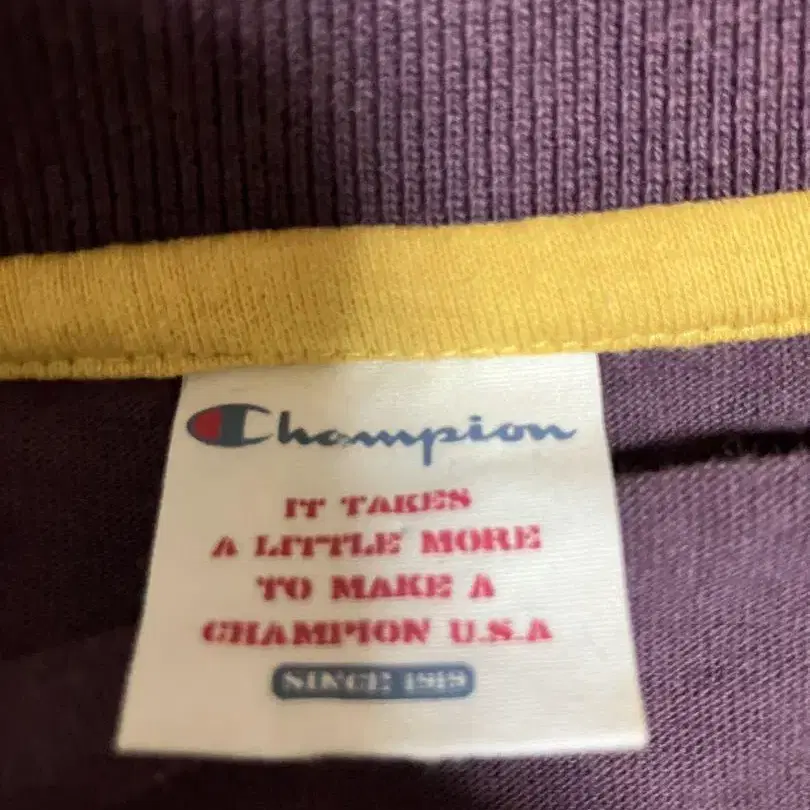 Champion
IT TAKES
A LITTLE MORE
TO MAKE A
CHAMPION U.S.A
SINCE 1919